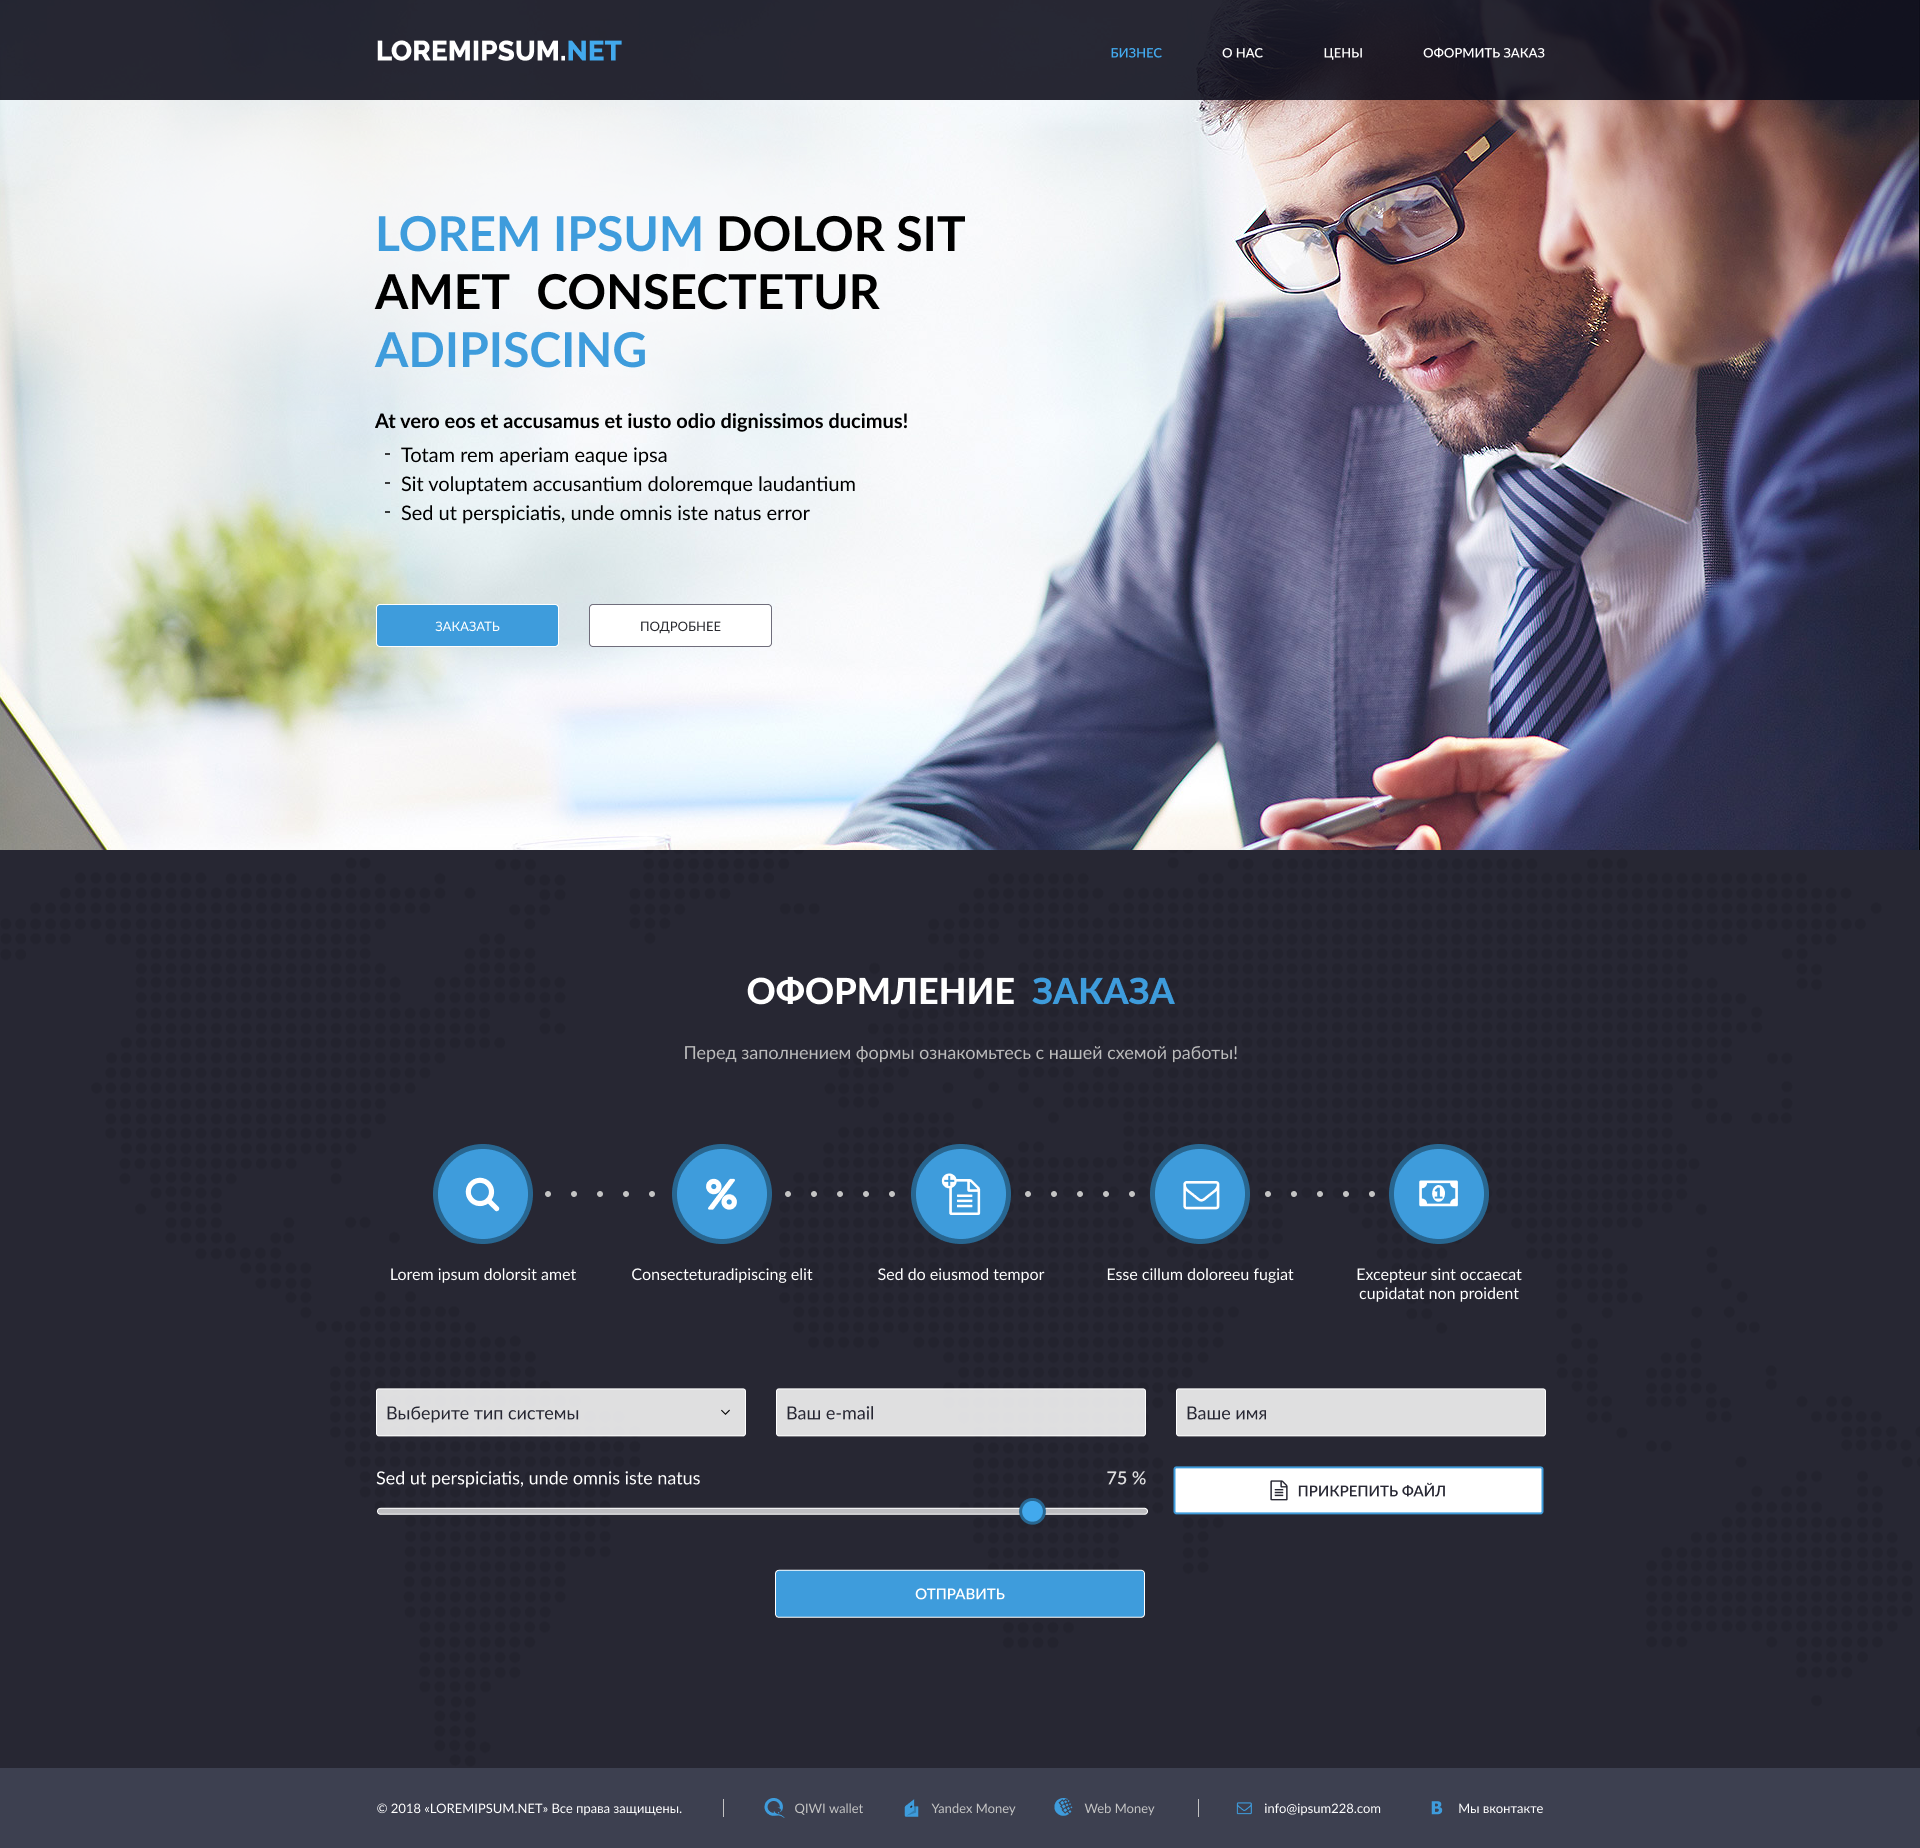 LOREMIPSUM.NET
БИЗНЕС
О НАС
ЦЕНЫ
ОФОРМИТЬ ЗАКАЗ
LOREM IPSUM DOLOR SIT
AMET CONSECTETUR
ADIPISCING
At vero eos et accusamus et iusto odio dignissimos ducimus!
- Totam rem aperiam eaque ipsa
- Sit voluptatem accusantium doloremque laudantium
- Sed ut perspiciatis, unde omnis iste natus error
ЗАКАЗАТЬ
ПОДРОБНЕЕ
ОФОРМЛЕНИЕ ЗАКАЗА
Перед заполнением формы ознакомьтесь с нашей схемой работы!
Lorem ipsum dolorsit amet
Consecteturadipiscing elit
Sed do eiusmod tempor
Esse cillum doloreeu fugiat
Excepteur sint occaecat
cupidatat non proident
Выберите тип системы
Ваш e-mail
Ваше имя
Sed ut perspiciatis, unde omnis iste natus
75 %
ПРИКРЕПИТЬ ФАЙЛ
ОТПРАВИТЬ
© 2018 «LOREMIPSUM.NET» Все права защищены.
QIWI wallet
Yandex Money
Web Money
info@ipsum228.com
Мы вконтакте